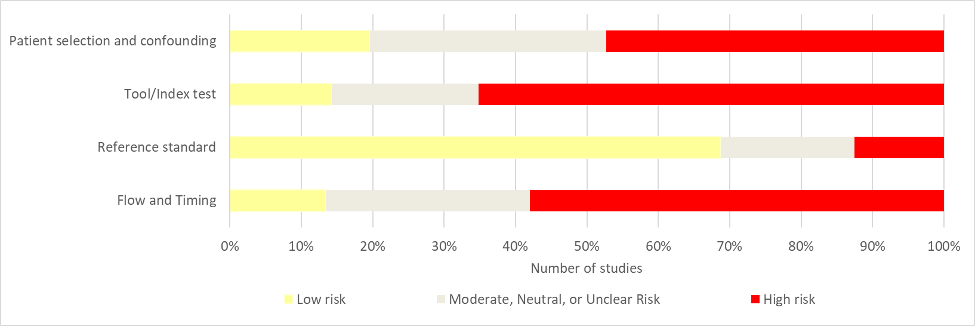 Patient selection and confounding
Tool/Index test
Reference standard
Flow and Timing
0% 10% 20% 30% 40% 50% 60% 70% 80% 90% 100%
Number of studies
Low risk Moderate, Neutral, or Unclear Risk High risk